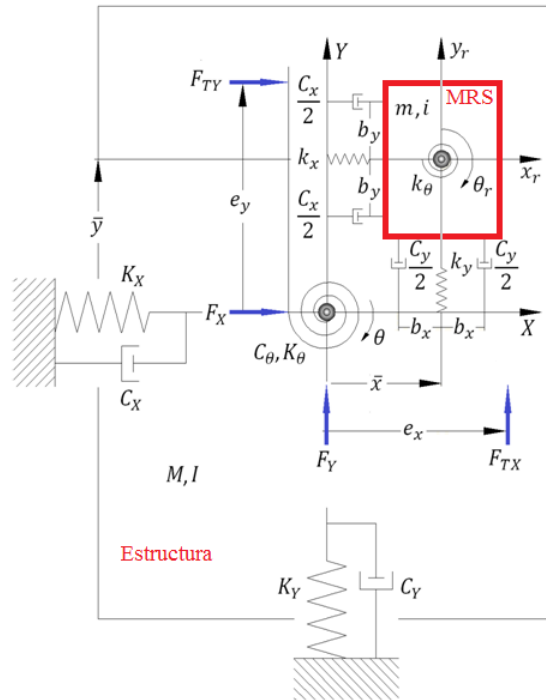 Y
y_r
F_TY
C_x/2
MRS
m, i
b_y
k_x
k_θ
θ_r
x_r
e_y
b_y
C_x/2
ȳ
K_X
C_y/2
k_y
C_y/2
F_X
b_x
b_x
X
C_θ, K_θ
θ
C_X
x̄
e_x
F_Y
F_TX
M, I
Estructura
K_Y
C_Y